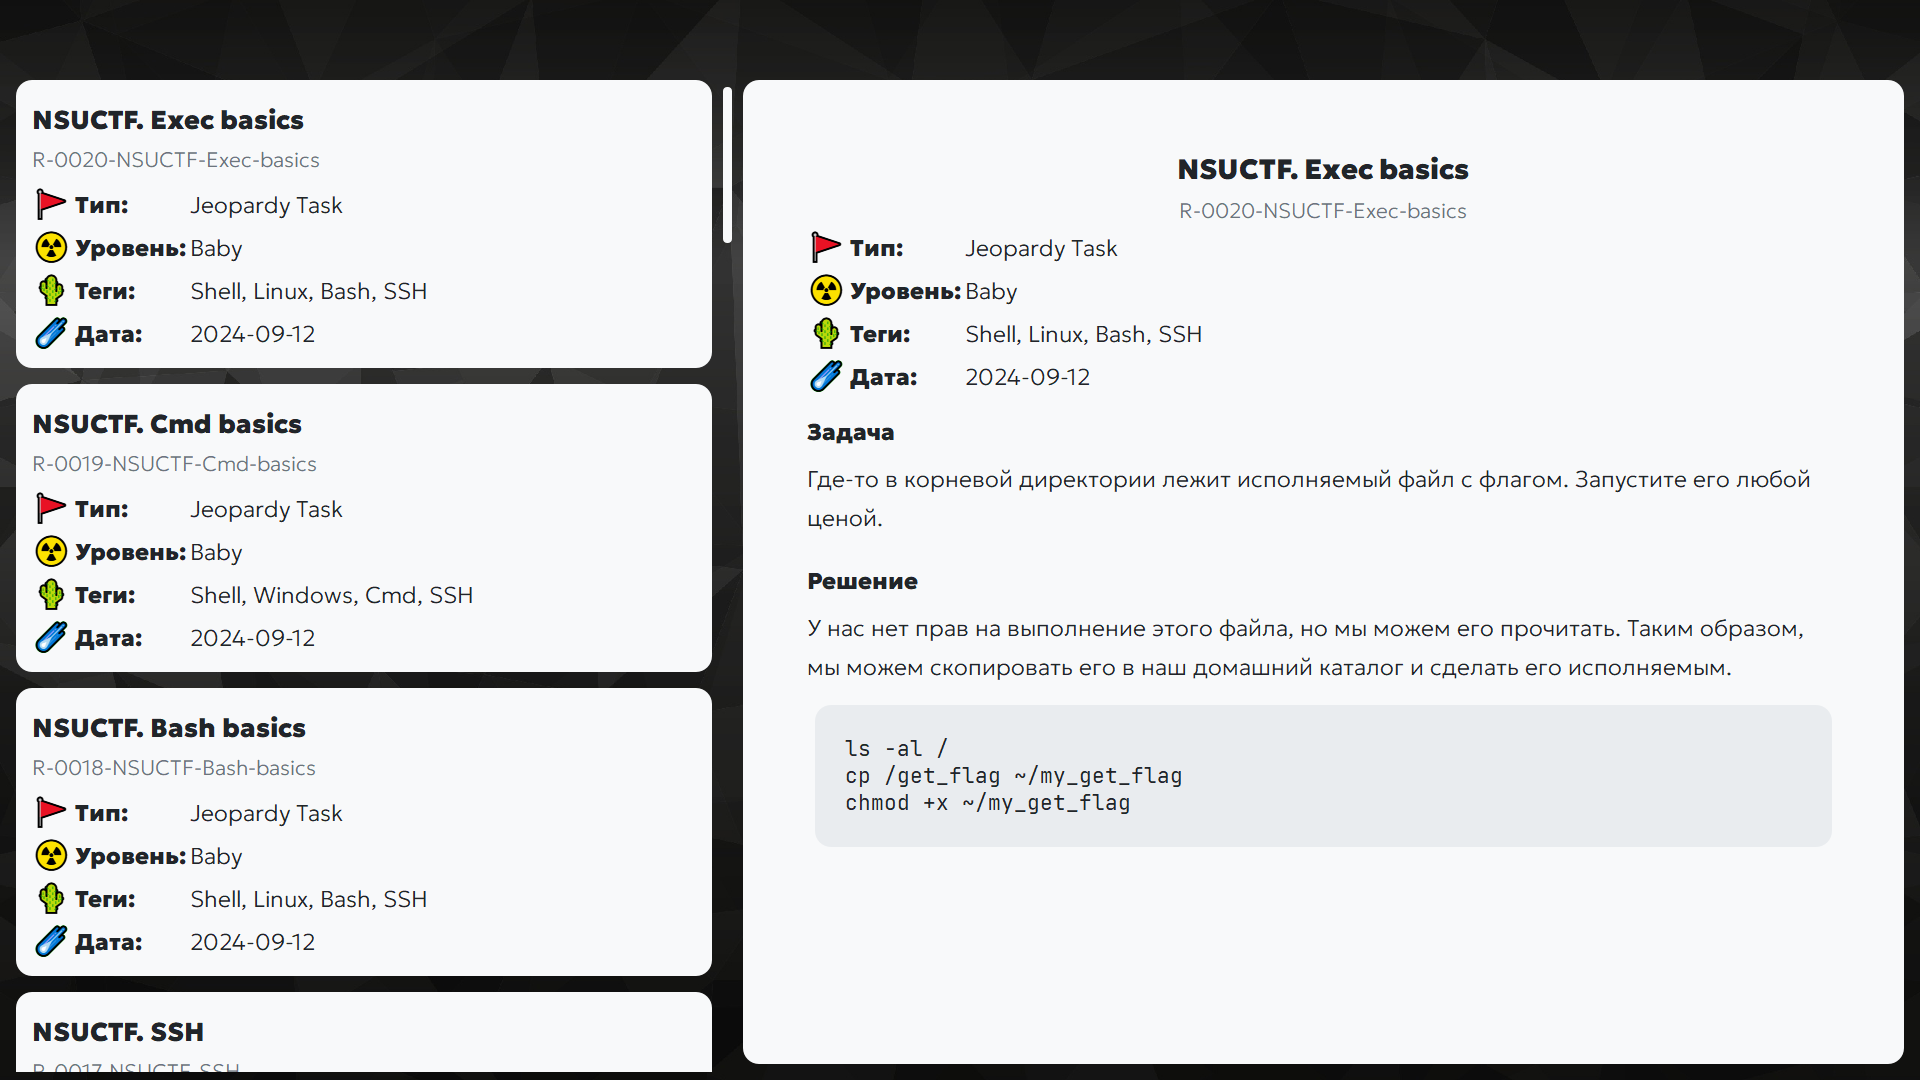 NSUCTF. Exec basics
R-0020-NSUCTF-Exec-basics
Тип: Jeopardy Task
Уровень: Baby
Теги: Shell, Linux, Bash, SSH
Дата: 2024-09-12
NSUCTF. Cmd basics
R-0019-NSUCTF-Cmd-basics
Тип: Jeopardy Task
Уровень: Baby
Теги: Shell, Windows, Cmd, SSH
Дата: 2024-09-12
NSUCTF. Bash basics
R-0018-NSUCTF-Bash-basics
Тип: Jeopardy Task
Уровень: Baby
Теги: Shell, Linux, Bash, SSH
Дата: 2024-09-12
NSUCTF. SSH
R-0017-NSUCTF-SSH
NSUCTF. Exec basics
R-0020-NSUCTF-Exec-basics
Тип: Jeopardy Task
Уровень: Baby
Теги: Shell, Linux, Bash, SSH
Дата: 2024-09-12
Задача
Где-то в корневой директории лежит исполняемый файл с флагом. Запустите его любой
ценой.
Решение
У нас нет прав на выполнение этого файла, но мы можем его прочитать. Таким образом,
мы можем скопировать его в наш домашний каталог и сделать его исполняемым.
ls -al /
cp /get_flag ~/my_get_flag
chmod +x ~/my_get_flag